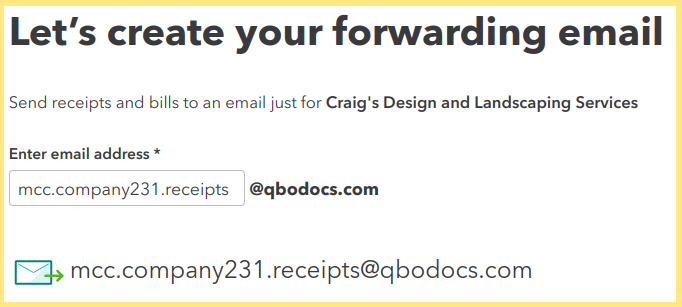 Let’s create your forwarding email
Send receipts and bills to an email just for Craig's Design and Landscaping Services
Enter email address *
mcc.company231.receipts @qbodocs.com
mcc.company231.receipts@qbodocs.com